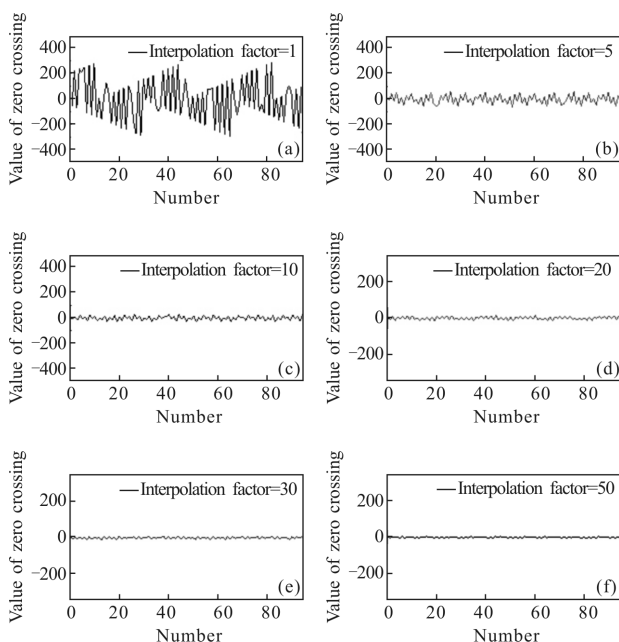 Interpolation factor=1
Value of zero crossing
400
200
0
−200
−400
(a)
0 20 40 60 80
Number
Interpolation factor=5
Value of zero crossing
400
200
0
−200
−400
(b)
0 20 40 60 80
Number
Interpolation factor=10
Value of zero crossing
400
200
0
−200
−400
(c)
0 20 40 60 80
Number
Interpolation factor=20
Value of zero crossing
200
0
−200
(d)
0 20 40 60 80
Number
Interpolation factor=30
Value of zero crossing
200
0
−200
(e)
0 20 40 60 80
Number
Interpolation factor=50
Value of zero crossing
200
0
−200
(f)
0 20 40 60 80
Number